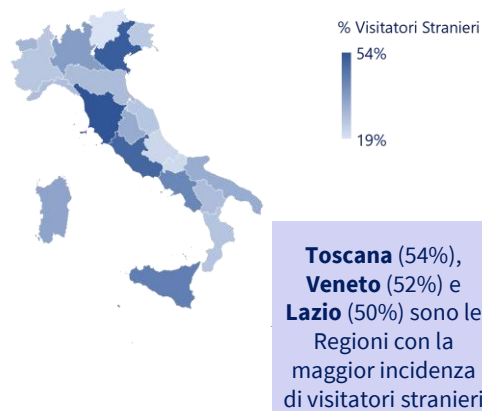 % Visitatori Stranieri
54%
19%
Toscana (54%),
Veneto (52%) e
Lazio (50%) sono le
Regioni con la
maggior incidenza
di visitatori stranieri